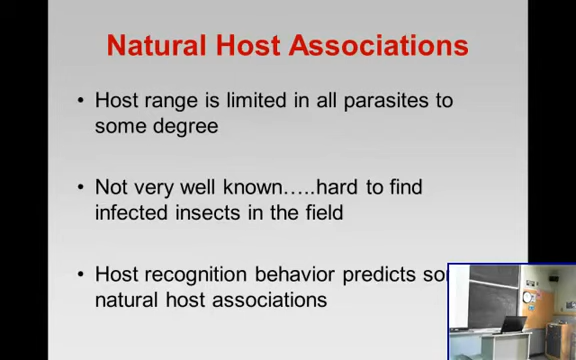 Natural Host Associations
• Host range is limited in all parasites to
some degree
• Not very well known…..hard to find
infected insects in the field
• Host recognition behavior predicts
natural host associations